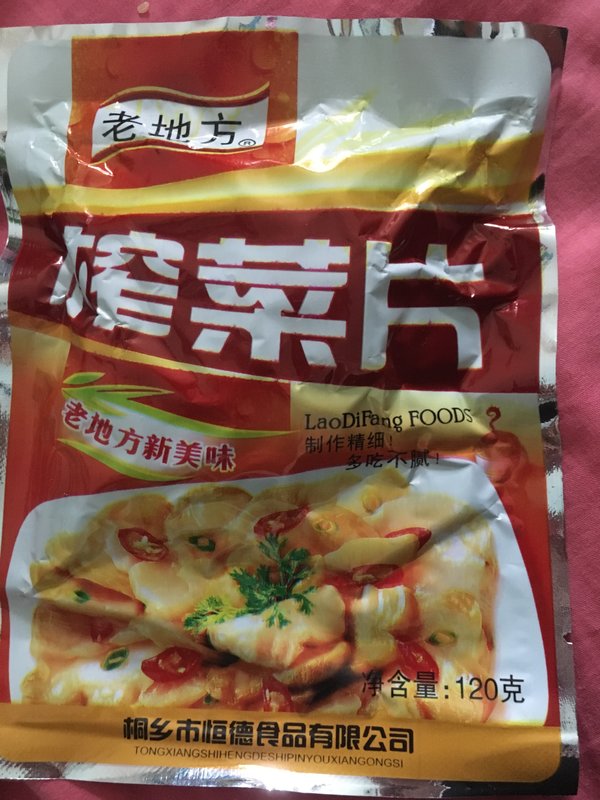 老地方®
榨菜片
老地方新美味
LaoDiFang FOODS
制作精细！
多吃不腻！
净含量:120克
桐乡市恒德食品有限公司
TONGXIANGSHIHENGDESHIPINYOUXIANGONGSI